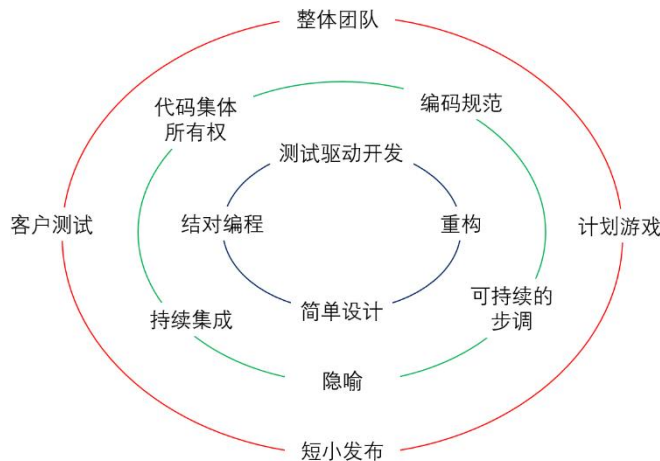 整体团队
代码集体
所有权
编码规范
测试驱动开发
客户测试
结对编程
重构
计划游戏
持续集成
简单设计
可持续的
步调
隐喻
短小发布